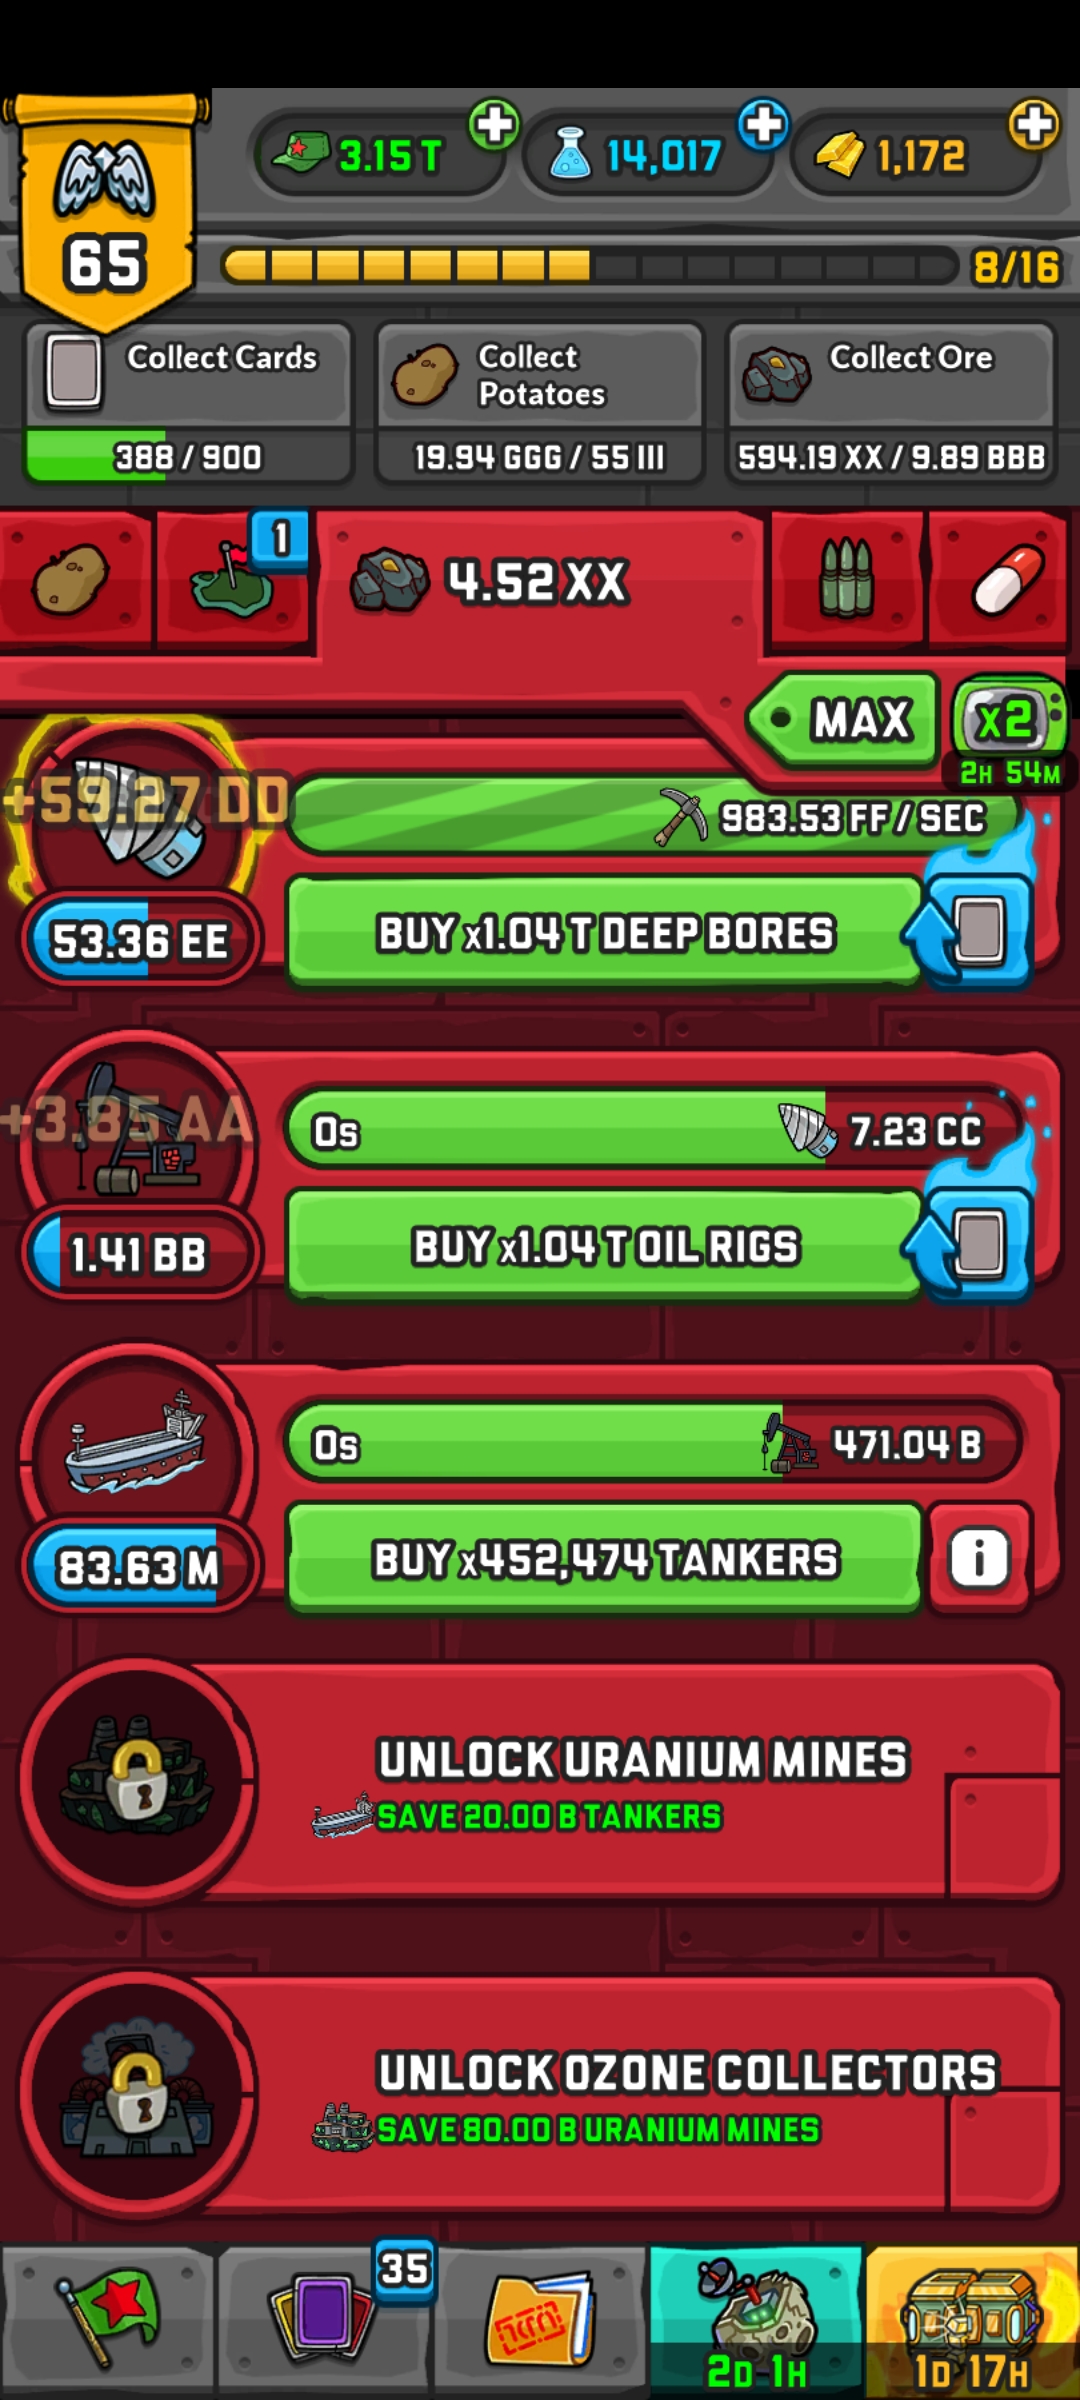 3.15 T
14,017
1,172
65
8/16
Collect Cards
388 / 900
Collect
Potatoes
19.94 GGG / 55 III
Collect Ore
594.19 XX / 9.89 BBB
1
4.52 XX
MAX
x2
2H 54M
+59.27 DD
983.53 FF / SEC
53.36 EE
BUY x1.04 T DEEP BORES
+3.85 AA
0s
7.23 CC
1.41 BB
BUY x1.04 T OIL RIGS
0s
471.04 B
83.63 M
BUY x452,474 TANKERS
i
UNLOCK URANIUM MINES
SAVE 20.00 B TANKERS
UNLOCK OZONE COLLECTORS
SAVE 80.00 B URANIUM MINES
35
2D 1H
1D 17H